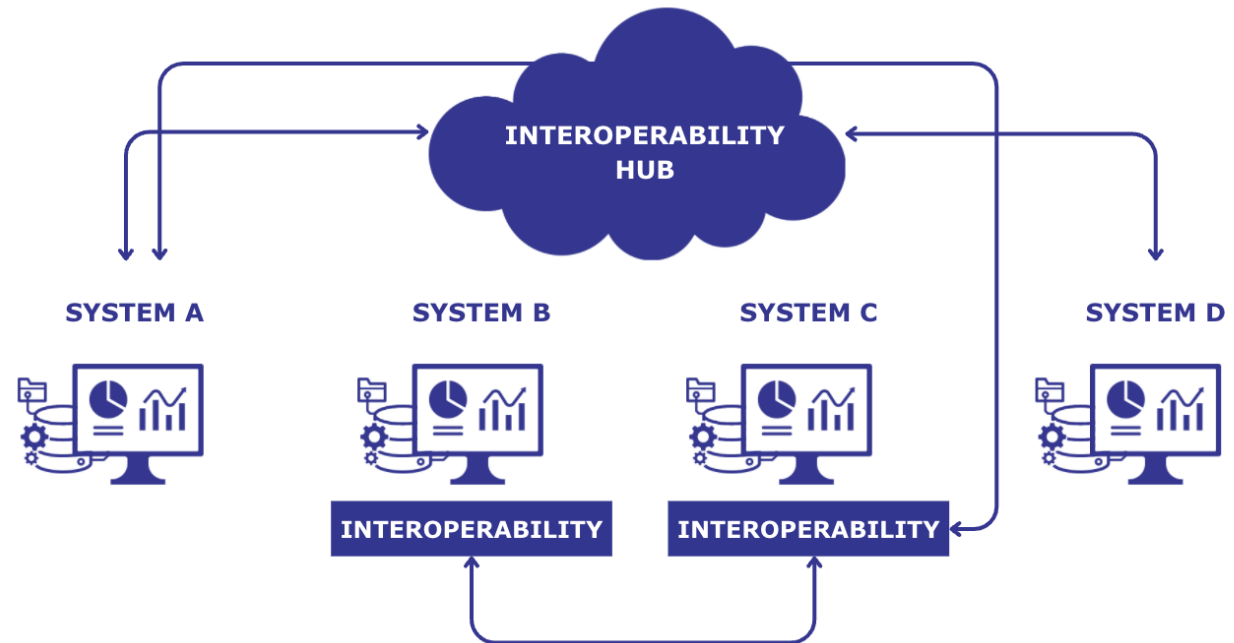 INTEROPERABILITY
HUB
SYSTEM A
SYSTEM B
SYSTEM C
SYSTEM D
INTEROPERABILITY
INTEROPERABILITY